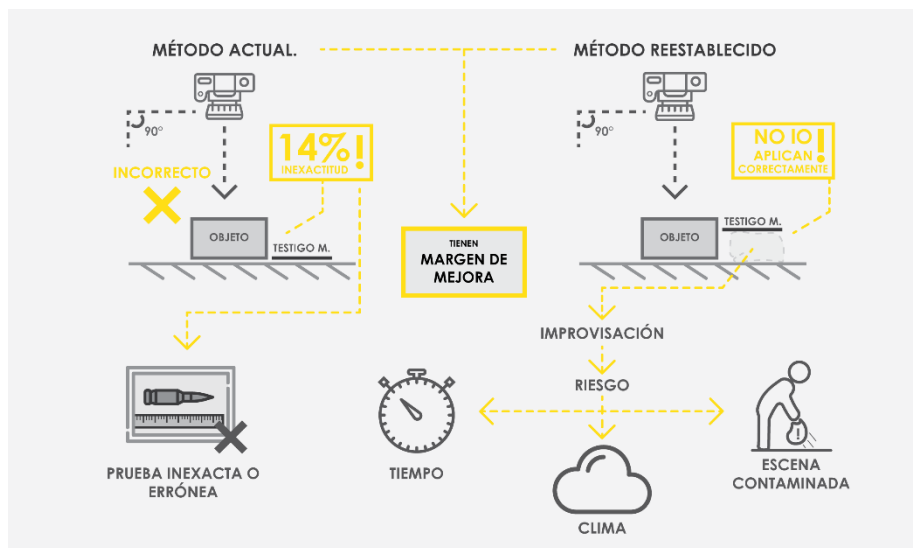 MÉTODO ACTUAL.
MÉTODO REESTABLECIDO
90°
14%!
INEXACTITUD
INCORRECTO
OBJETO
TESTIGO M.
TIENEN
MARGEN DE
MEJORA
90°
NO IO!
APLICAN
CORRECTAMENTE
TESTIGO M.
OBJETO
IMPROVISACIÓN
RIESGO
PRUEBA INEXACTA O
ERRÓNEA
TIEMPO
CLIMA
!
ESCENA
CONTAMINADA